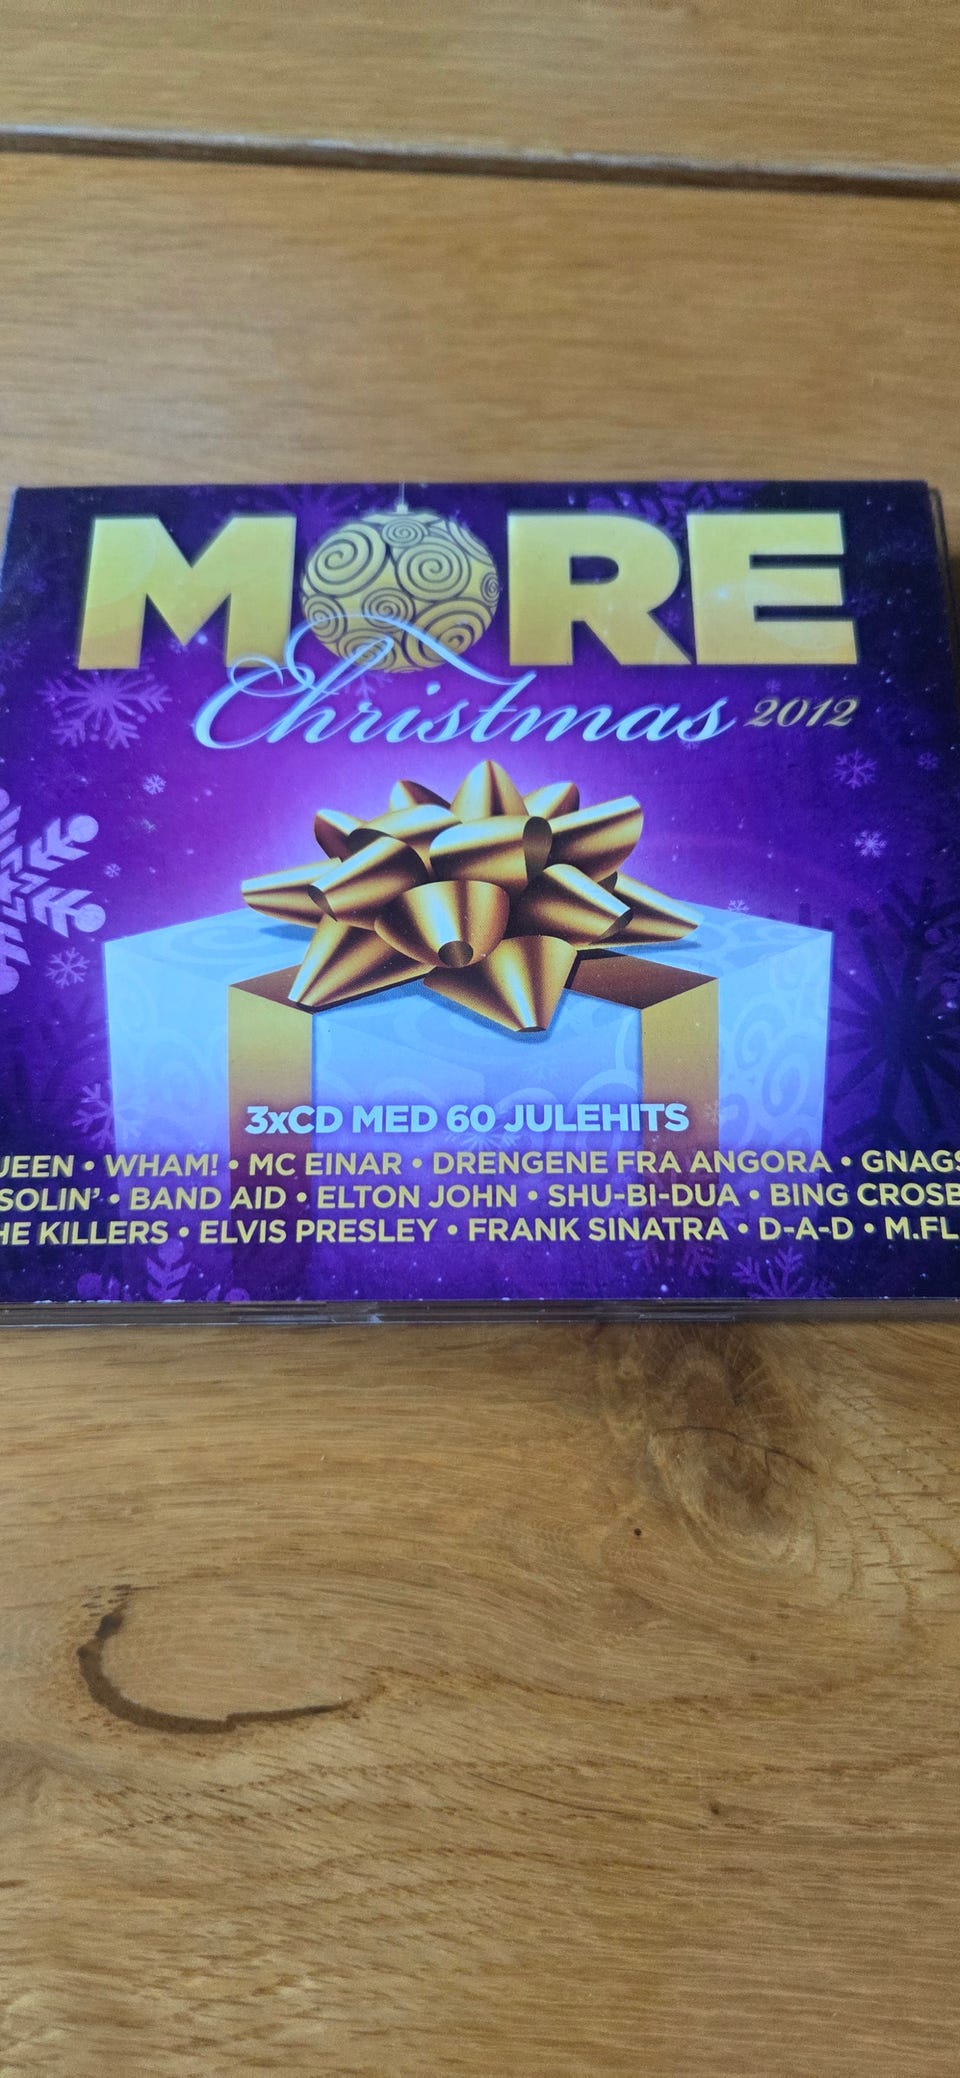 MORE
Christmas 2012
3xCD MED 60 JULEHITS
UEEN • WHAM! • MC EINAR • DRENGENE FRA ANGORA • GNAGS
SOLIN' • BAND AID • ELTON JOHN • SHU-BI-DUA • BING CROSB
HE KILLERS • ELVIS PRESLEY • FRANK SINATRA • D-A-D • M.FL.